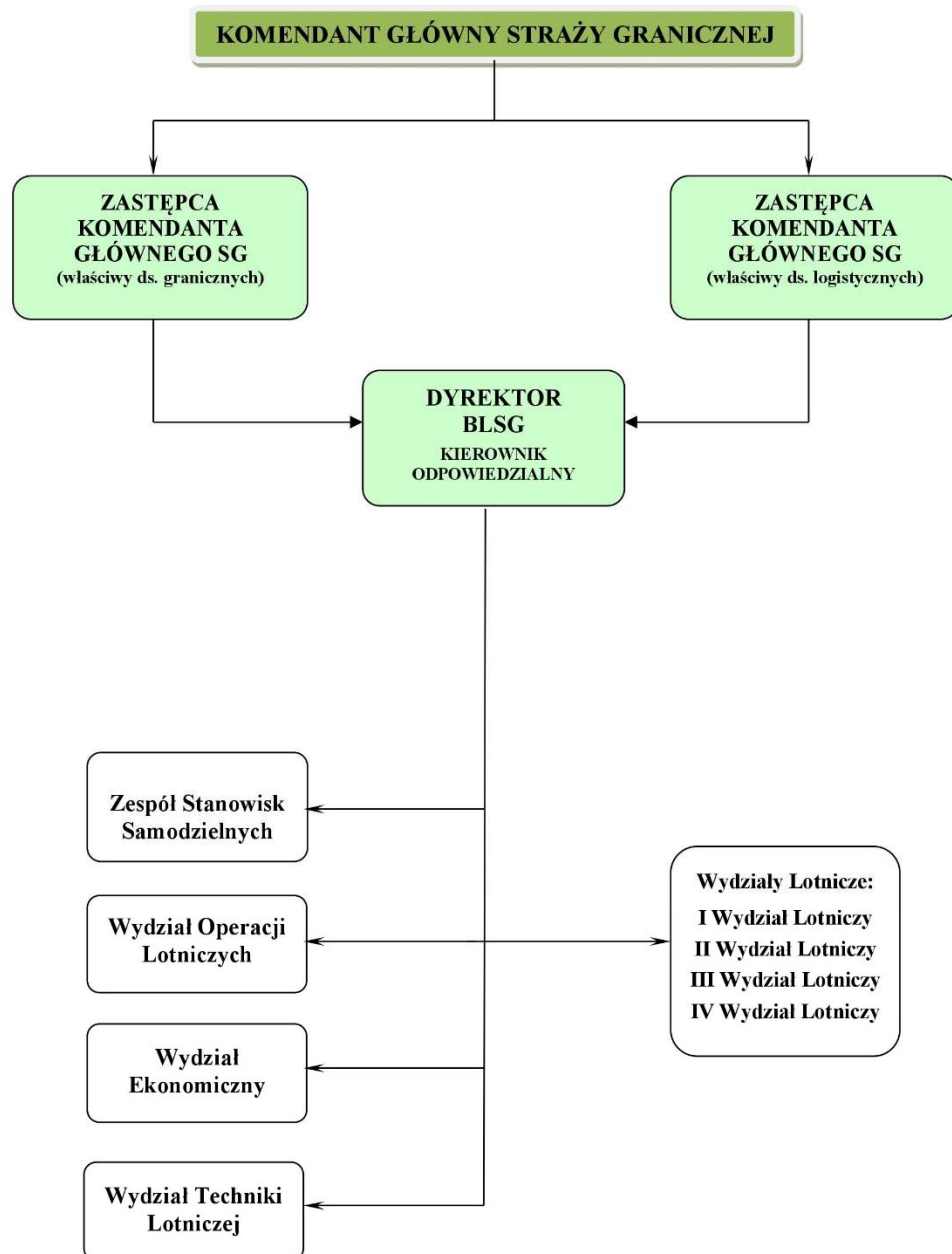 KOMENDANT GŁÓWNY STRAŻY GRANICZNEJ
ZASTĘPCA
KOMENDANTA
GŁÓWNEGO SG
(właściwy ds. granicznych)
ZASTĘPCA
KOMENDANTA
GŁÓWNEGO SG
(właściwy ds. logistycznych)
DYREKTOR
BLSG
KIEROWNIK
ODPOWIEDZIALNY
Zespół Stanowisk
Samodzielnych
Wydział Operacji
Lotniczych
Wydziały Lotnicze:
I Wydział Lotniczy
II Wydział Lotniczy
III Wydział Lotniczy
IV Wydział Lotniczy
Wydział
Ekonomiczny
Wydział Techniki
Lotniczej